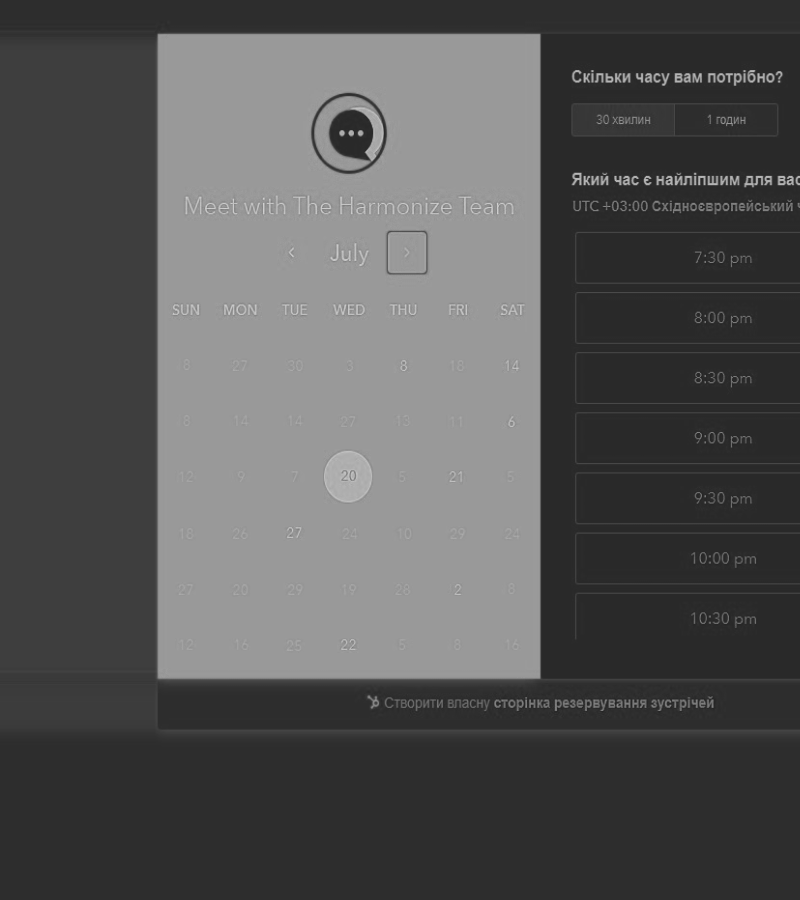 Meet with The Harmonize Team
July
SUN MON TUE WED THU FRI SAT
8 27 30 3 8 18 14
8 14 14 27 13 11 6
12 9 7 20 5 21 5
18 26 27 24 10 29 24
27 20 29 19 28 2 8
12 16 25 22 5 8 16
Скільки часу вам потрібно?
30 хвилин 1 годин
Який час є найліпшим для вас
UTC +03:00 Східноєвропейський
7:30 pm
8:00 pm
8:30 pm
9:00 pm
9:30 pm
10:00 pm
10:30 pm
Створити власну сторінка резервування зустрічей